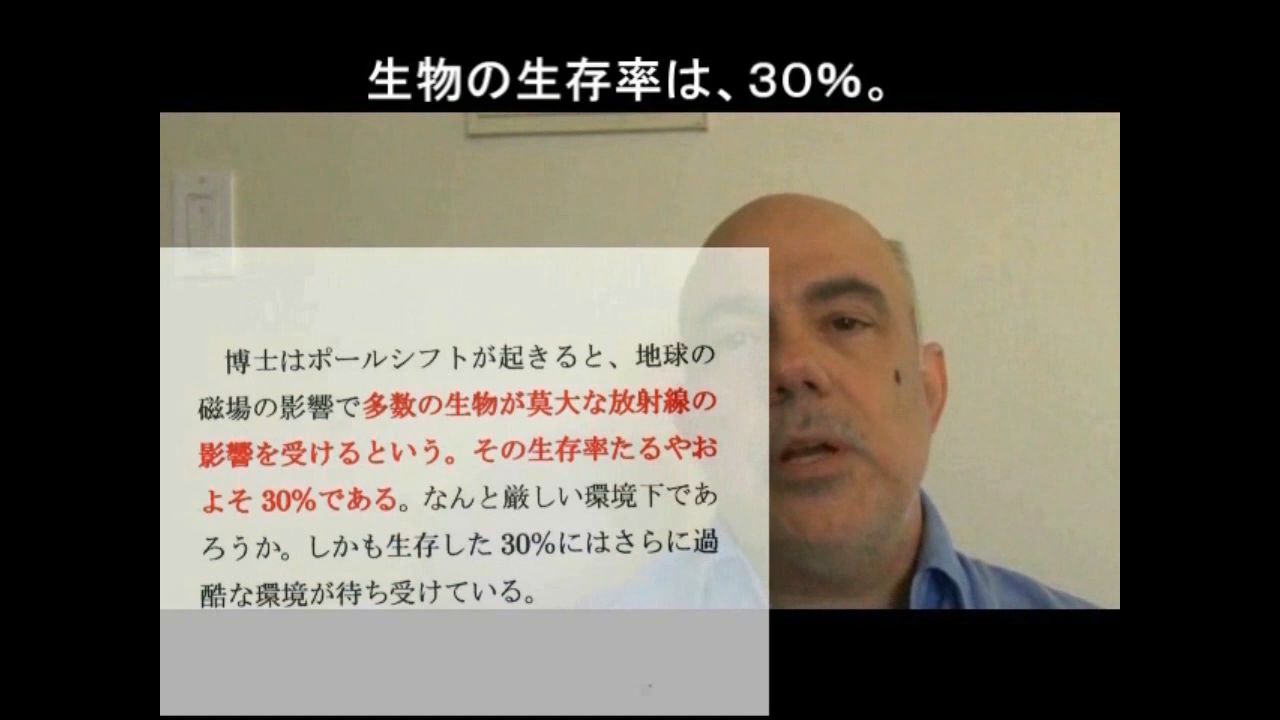 生物の生存率は、30%。
博士はポールシフトが起きると、地球の
磁場の影響で多数の生物が莫大な放射線の
影響を受けるという。その生存率たるやお
よそ30%である。なんと厳しい環境下であ
ろうか。しかも生存した30%にはさらに過
酷な環境が待ち受けている。